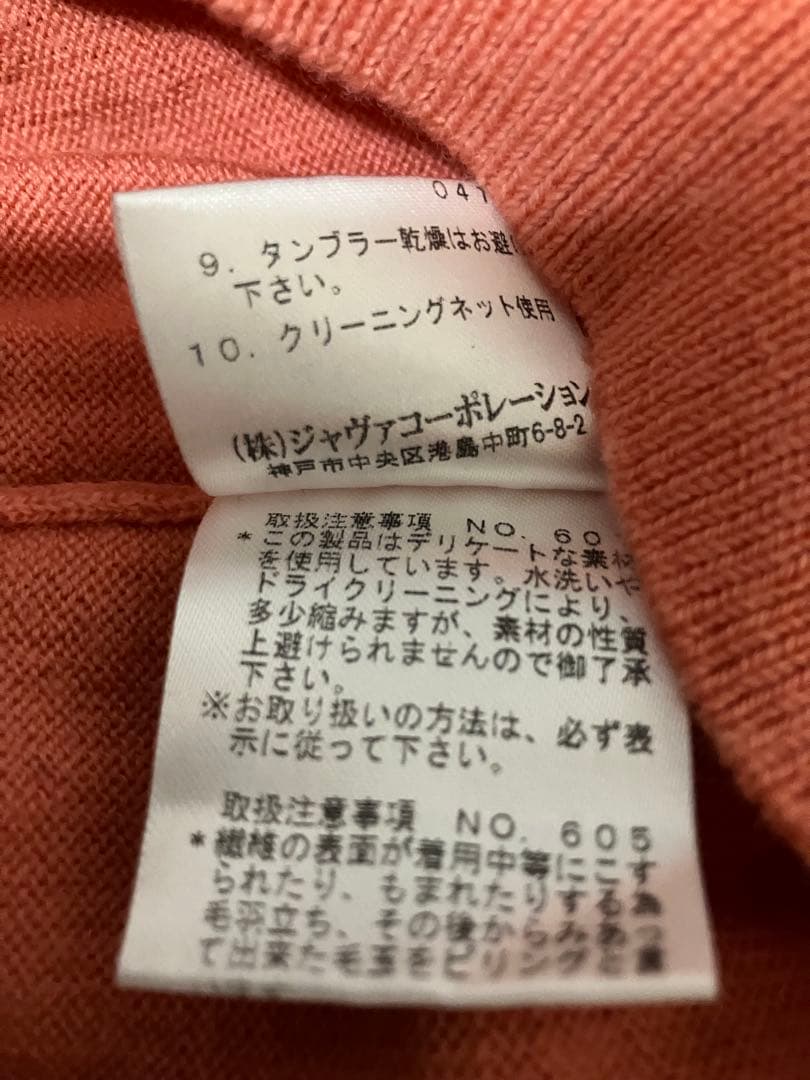 047
9. タンブラー乾燥はお避け
下さい。
10. クリーニングネット使用
(株)ジャヴァコーポレーション
神戸市中央区港島中町6-8-2
取扱注意事項 NO. 60
*この製品はデリケートな素材
を使用しています。水洗いや
ドライクリーニングにより、
多少縮みますが、素材の性質
上避けられませんので御了承
下さい。
※お取り扱いの方法は、必ず表
示に従って下さい。
取扱注意事項 NO. 605
*繊維の表面が着用中等にこす
られたり、もまれたりする為
毛羽立ち、その後からみあっ
て出来た毛玉をピリングと